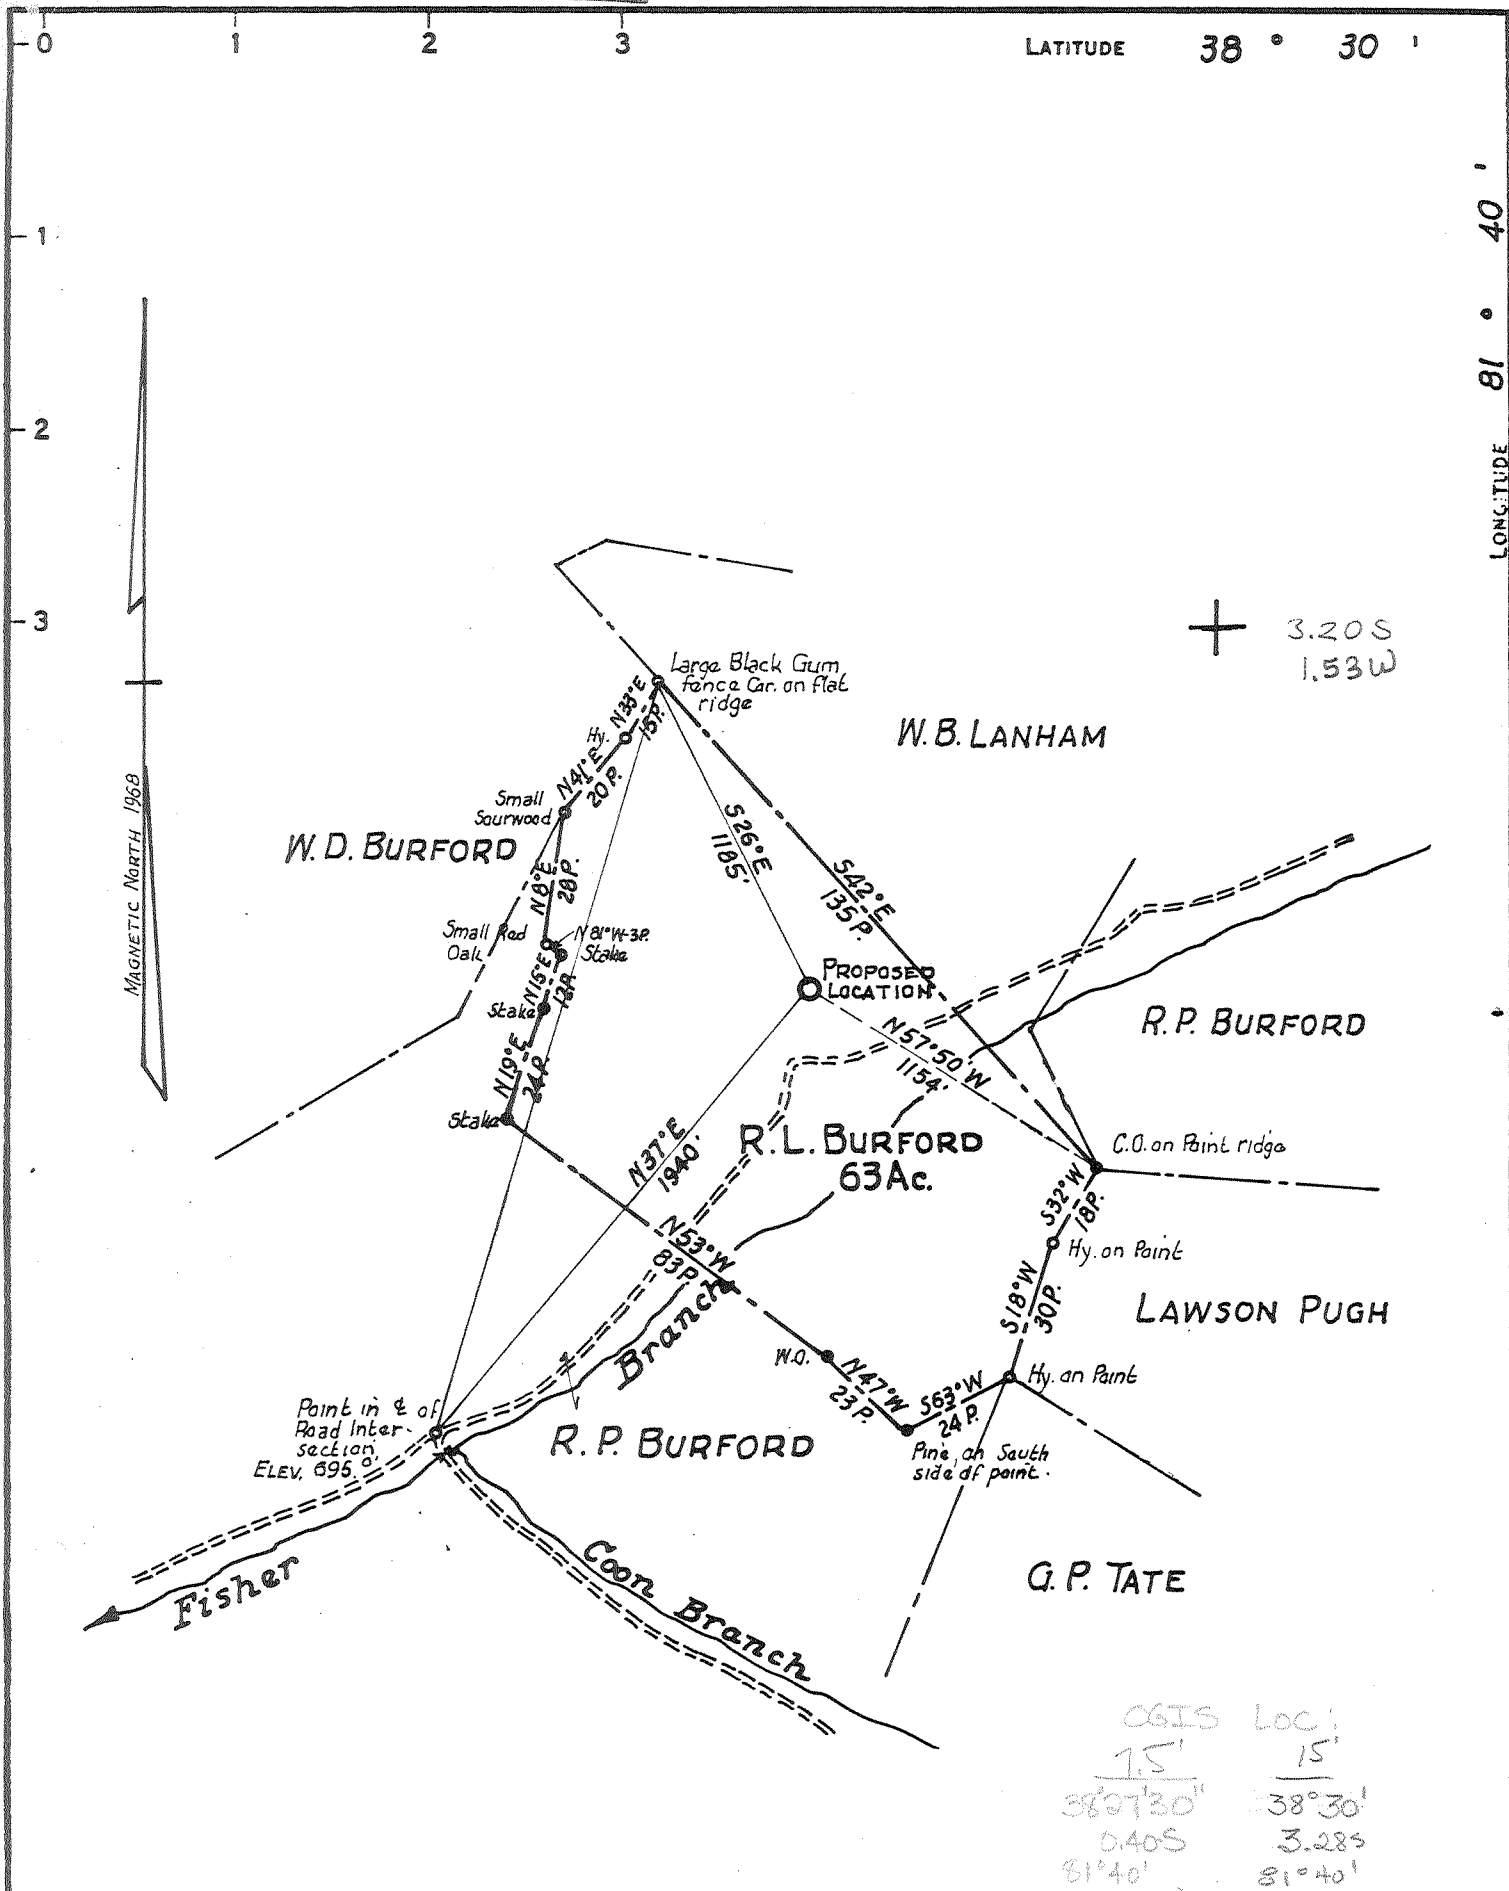 0 1 2 3 LATITUDE 38 ° 30 '
1
LONGITUDE 81 ° 40 '
2
3
3.20 S
1.53 W
MAGNETIC NORTH 1968
Large Black Gum
fence Cor. on flat
ridge
N33°E
15P.
Hy.
N41°E
20P.
Small
Sourwood
W.B. LANHAM
W.D. BURFORD
S26°E
1185'
S42°E
135P.
N8°E
28P.
Small Red
Oak
N81°W-3P.
Stake
N15°E
13P.
Stake
PROPOSED
LOCATION
N19°E
24P.
Stake
N57°50'W
1154'
R.P. BURFORD
N37°E
1940'
R.L. BURFORD
63Ac.
C.O. on Point ridge
S32°W
18P.
Hy. on Point
N53°W
83P.
S18°W
30P.
LAWSON PUGH
Branch
W.O.
N47°W
23P.
S63°W
24P.
Hy. on Point
Pine, on South
side of point.
Point in ℄ of
Road Inter-
section
ELEV. 695.0'
R.P. BURFORD
Fisher
Coon Branch
G.P. TATE
OGIS LOC:
7.5' 15'
38°27'30" 38°30'
0.40S 3.28S
81°40' 81°40'